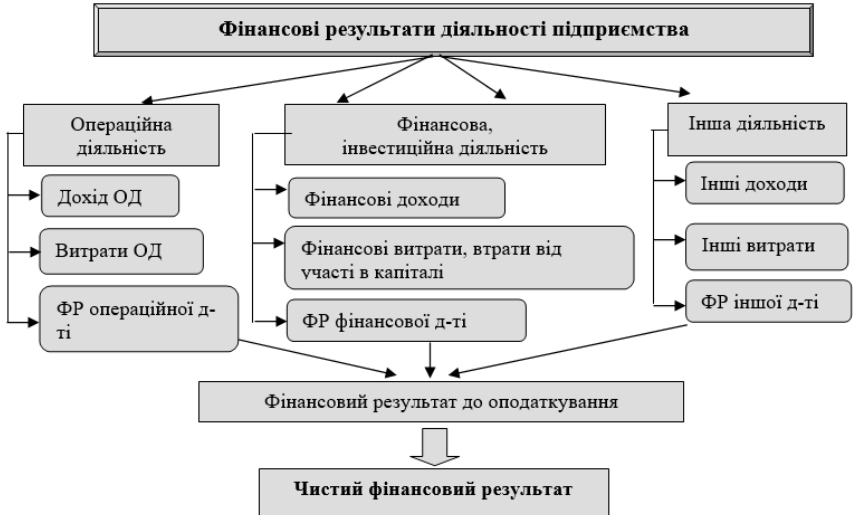 Фінансові результати діяльності підприємства
Операційна
діяльність
Дохід ОД
Витрати ОД
ФР операційної д-
ті
Фінансова,
інвестиційна діяльність
Фінансові доходи
Фінансові витрати, втрати від
участі в капіталі
ФР фінансової д-ті
Інша діяльність
Інші доходи
Інші витрати
ФР іншої д-ті
Фінансовий результат до оподаткування
Чистий фінансовий результат